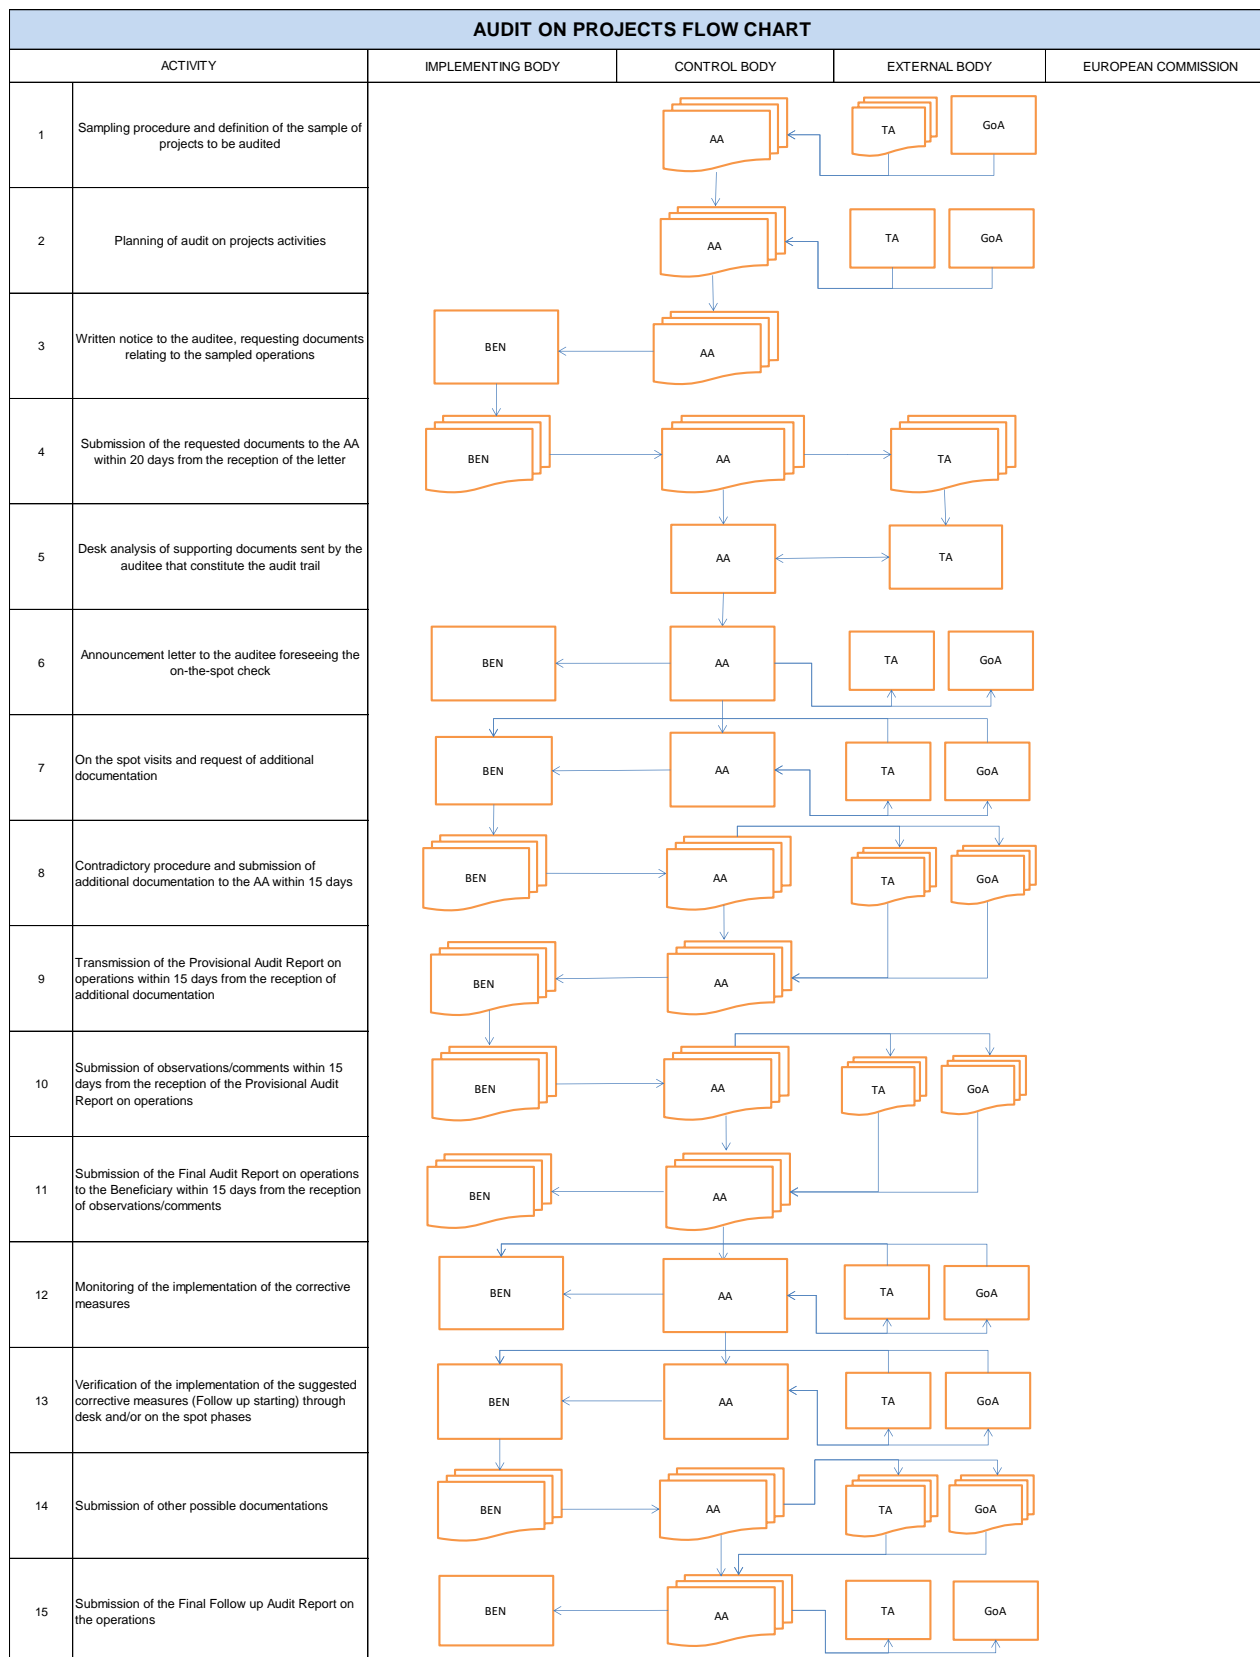 AUDIT ON PROJECTS FLOW CHART
ACTIVITY
IMPLEMENTING BODY
CONTROL BODY
EXTERNAL BODY
EUROPEAN COMMISSION
1
Sampling procedure and definition of the sample of
projects to be audited
AA
TA
GoA
2
Planning of audit on projects activities
AA
TA
GoA
3
Written notice to the auditee, requesting documents
relating to the sampled operations
BEN
AA
4
Submission of the requested documents to the AA
within 20 days from the reception of the letter
BEN
AA
TA
5
Desk analysis of supporting documents sent by the
auditee that constitute the audit trail
AA
TA
6
Announcement letter to the auditee foreseeing the
on-the-spot check
BEN
AA
TA
GoA
7
On the spot visits and request of additional
documentation
BEN
AA
TA
GoA
8
Contradictory procedure and submission of
additional documentation to the AA within 15 days
BEN
AA
TA
GoA
9
Transmission of the Provisional Audit Report on
operations within 15 days from the reception of
additional documentation
BEN
AA
10
Submission of observations/comments within 15
days from the reception of the Provisional Audit
Report on operations
BEN
AA
TA
GoA
11
Submission of the Final Audit Report on operations
to the Beneficiary within 15 days from the reception
of observations/comments
BEN
AA
12
Monitoring of the implementation of the corrective
measures
BEN
AA
TA
GoA
13
Verification of the implementation of the suggested
corrective measures (Follow up starting) through
desk and/or on the spot phases
BEN
AA
TA
GoA
14
Submission of other possible documentations
BEN
AA
TA
GoA
15
Submission of the Final Follow up Audit Report on
the operations
BEN
AA
TA
GoA